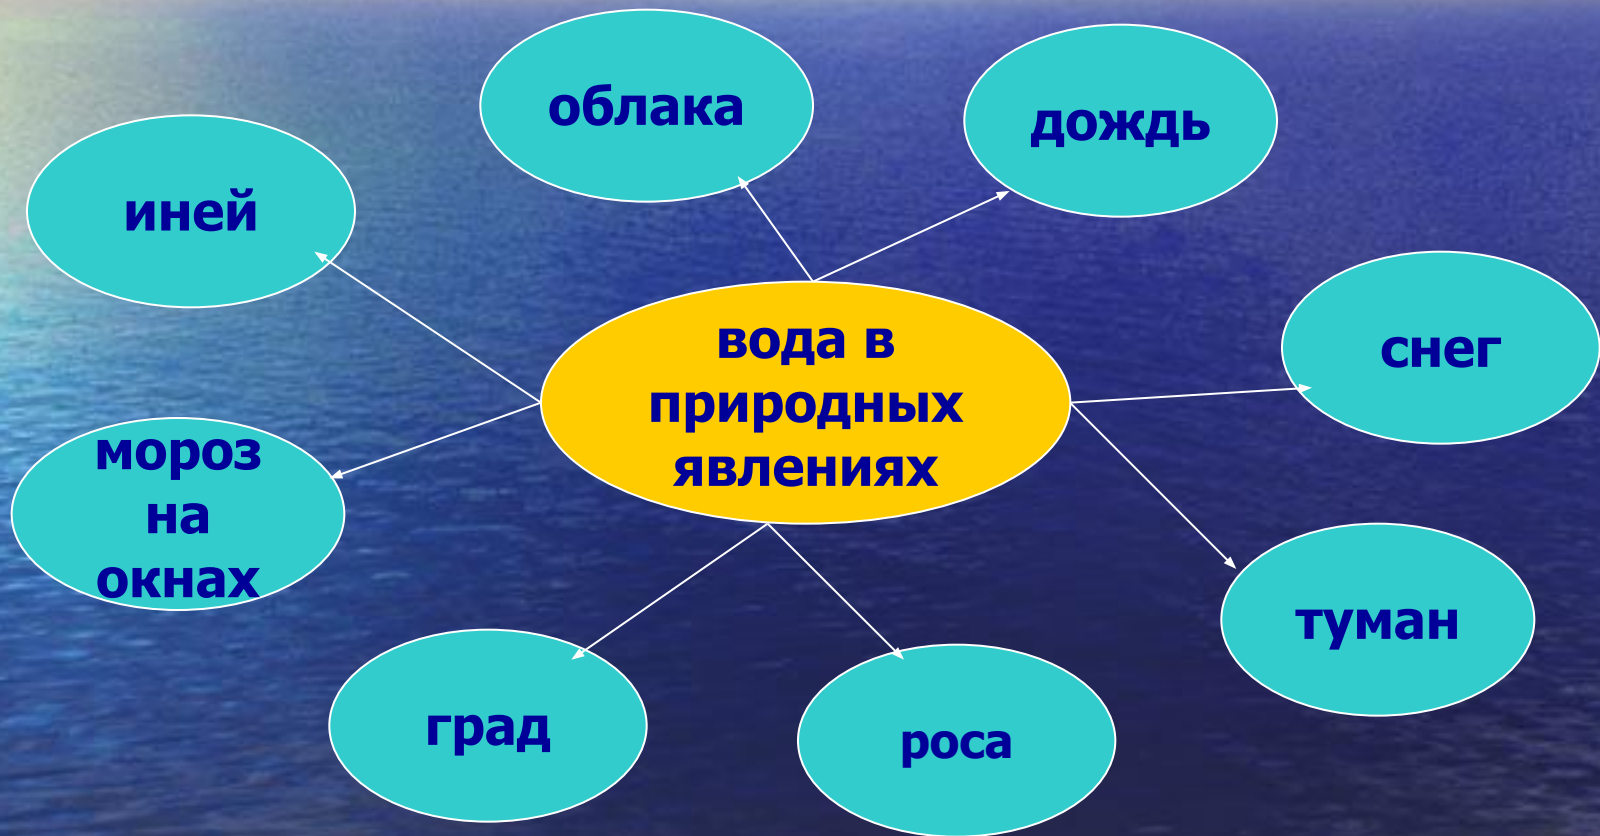 облака
дождь
иней
снег
вода в
природных
явлениях
мороз
на
окнах
туман
град
роса